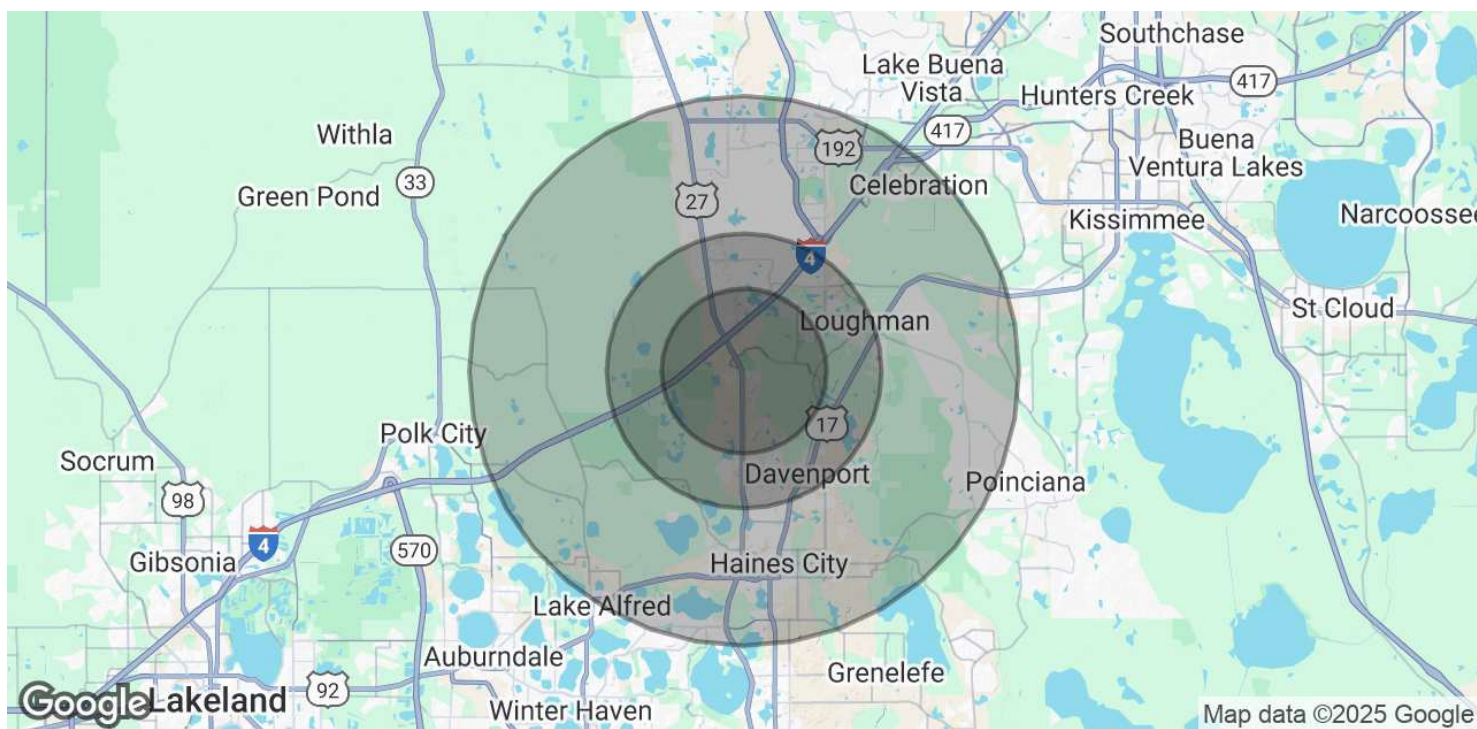 Southchase
Lake Buena
Vista
417
Hunters Creek
Withla
417
192
Buena
Ventura Lakes
33
Celebration
Green Pond
27
Narcoossee
Kissimmee
4
St Cloud
Loughman
17
Polk City
Socrum
Davenport
Poinciana
98
4
570
Gibsonia
Haines City
Lake Alfred
Auburndale
Grenelefe
92
Google
Lakeland
Winter Haven
Map data ©2025 Google